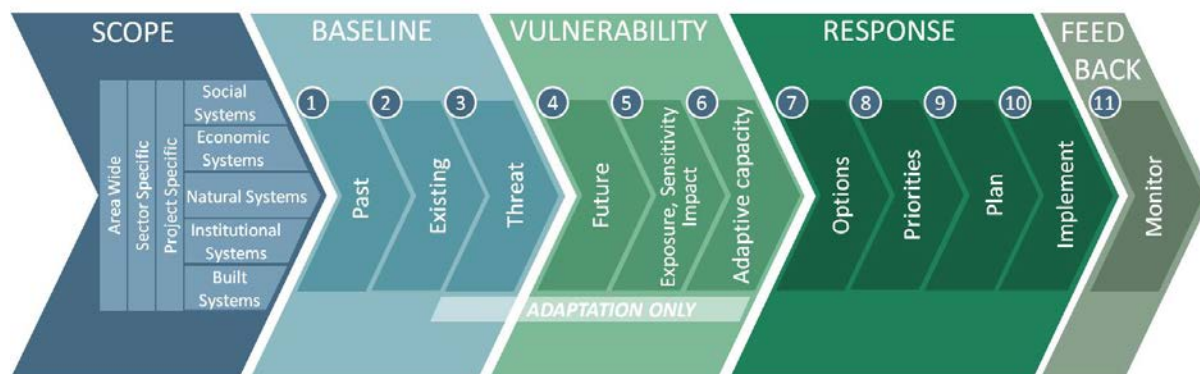 SCOPE
Area Wide
Sector Specific
Project Specific
Social
Systems
Economic
Systems
Natural Systems
Institutional
Systems
Built
Systems
BASELINE
1
Past
2
Existing
3
Threat
VULNERABILITY
4
Future
5
Exposure, Sensitivity
Impact
6
Adaptive capacity
ADAPTATION ONLY
RESPONSE
7
Options
8
Priorities
9
Plan
10
Implement
FEED
BACK
11
Monitor